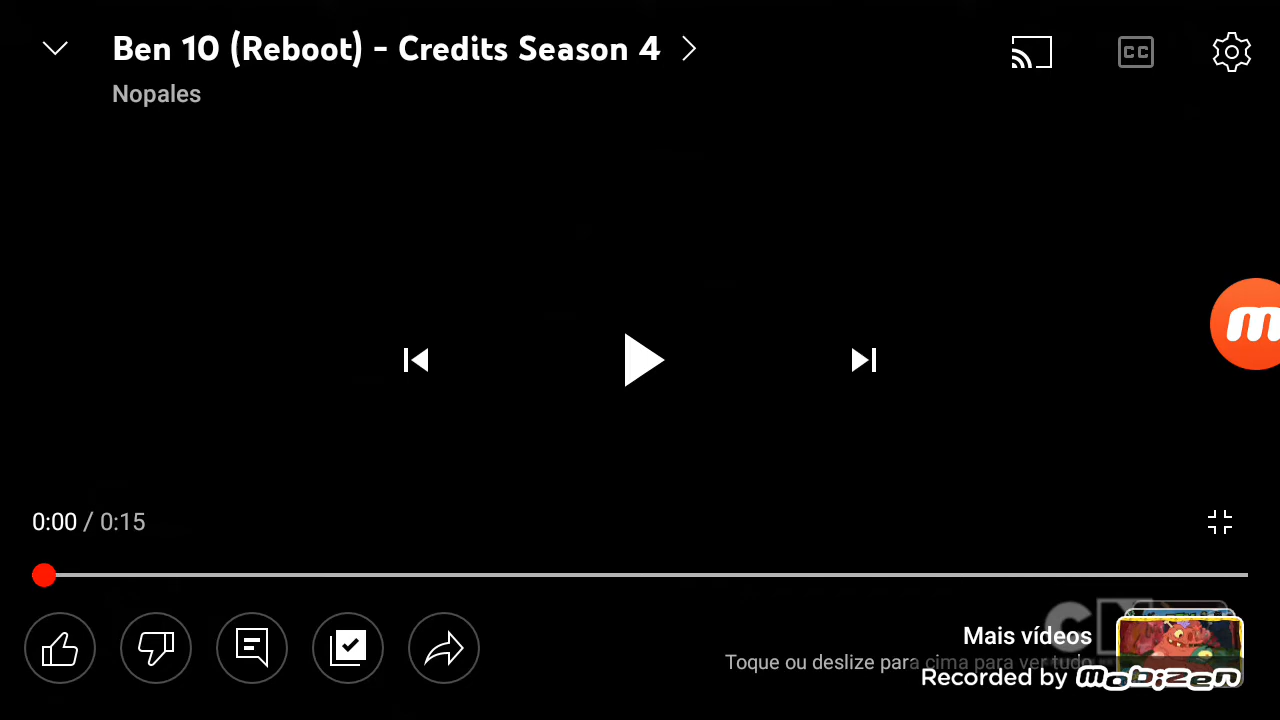 Ben 10 (Reboot) - Credits Season 4
Nopales
CC
0:00 / 0:15
Mais vídeos
Toque ou deslize para cima para ver tudo
Recorded by mobizen